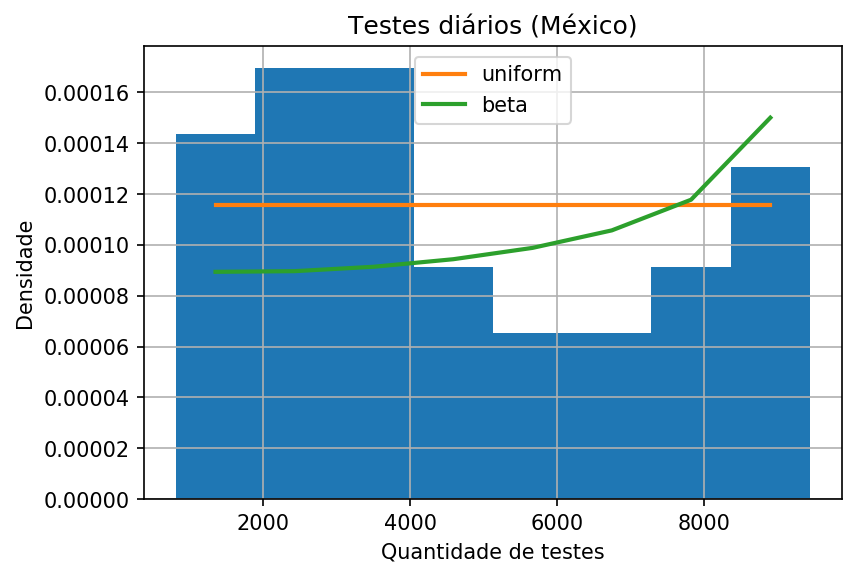 Testes diários (México)
uniform
beta
Densidade
0.00016
0.00014
0.00012
0.00010
0.00008
0.00006
0.00004
0.00002
0.00000
2000 4000 6000 8000
Quantidade de testes